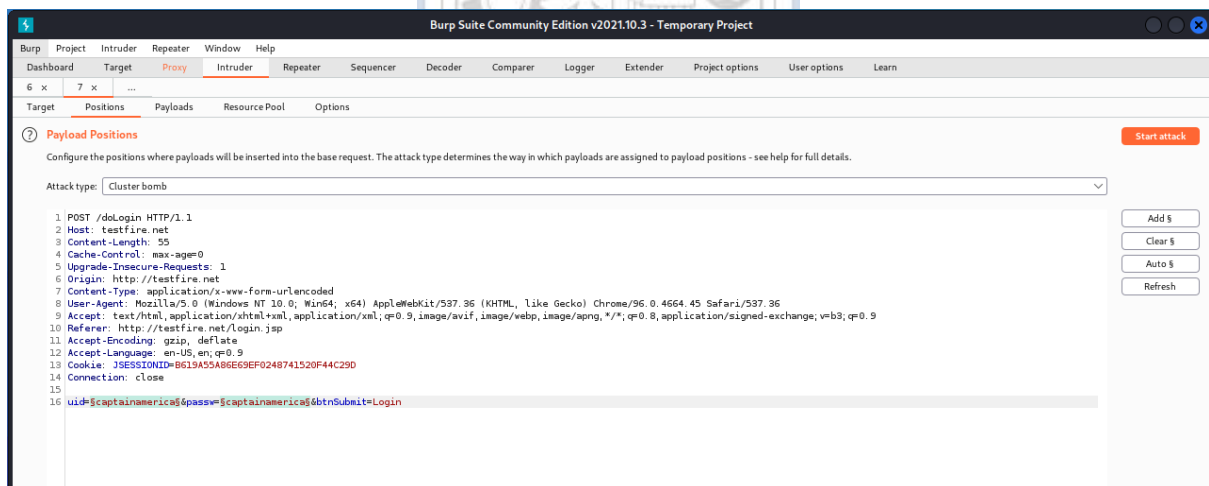 Burp Suite Community Edition v2021.10.3 - Temporary Project
Burp Project Intruder Repeater Window Help
Dashboard Target Proxy Intruder Repeater Sequencer Decoder Comparer Logger Extender Project options User options Learn
6 × 7 × ...
Target Positions Payloads Resource Pool Options
? Payload Positions
Start attack
Configure the positions where payloads will be inserted into the base request. The attack type determines the way in which payloads are assigned to payload positions - see help for full details.
Attack type: Cluster bomb
1 POST /doLogin HTTP/1.1
2 Host: testfire.net
3 Content-Length: 55
4 Cache-Control: max-age=0
5 Upgrade-Insecure-Requests: 1
6 Origin: http://testfire.net
7 Content-Type: application/x-www-form-urlencoded
8 User-Agent: Mozilla/5.0 (Windows NT 10.0; Win64; x64) AppleWebKit/537.36 (KHTML, like Gecko) Chrome/96.0.4664.45 Safari/537.36
9 Accept: text/html,application/xhtml+xml,application/xml;q=0.9,image/avif,image/webp,image/apng,*/*;q=0.8,application/signed-exchange;v=b3;q=0.9
10 Referer: http://testfire.net/login.jsp
11 Accept-Encoding: gzip, deflate
12 Accept-Language: en-US,en;q=0.9
13 Cookie: JSESSIONID=B619A55A86E69EF0248741520F44C29D
14 Connection: close
15
16 uid=§captainamerica§&passw=§captainamerica§&btnSubmit=Login
Add §
Clear §
Auto §
Refresh